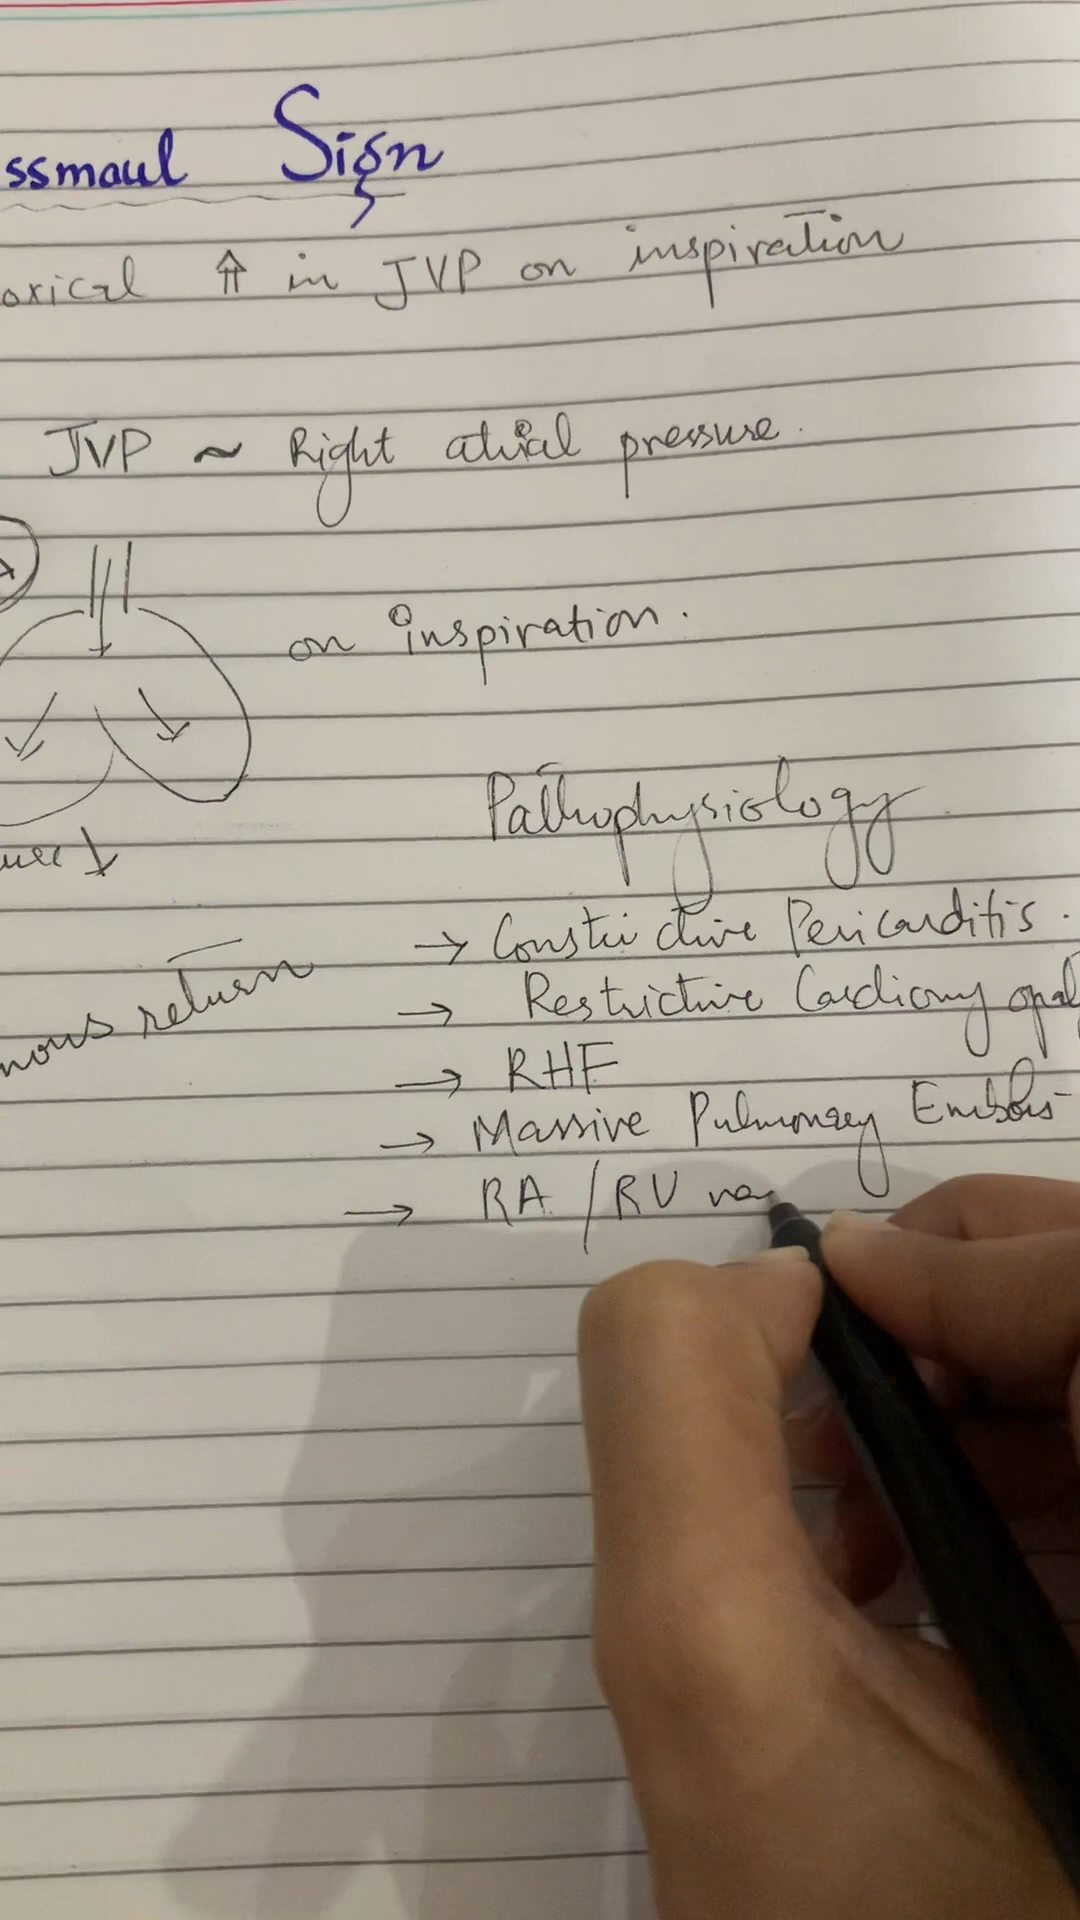 ssmaul Sign
oxical ⇑ in JVP on inspiration
JVP ~ Right atrial pressure.
on inspiration.
Pathophysiology
↓
→ Constrictive Pericarditis.
nous return
→ Restrictive Cardiomyopat
→ RHF
→ Massive Pulmonary Embolis
→ RA / RV